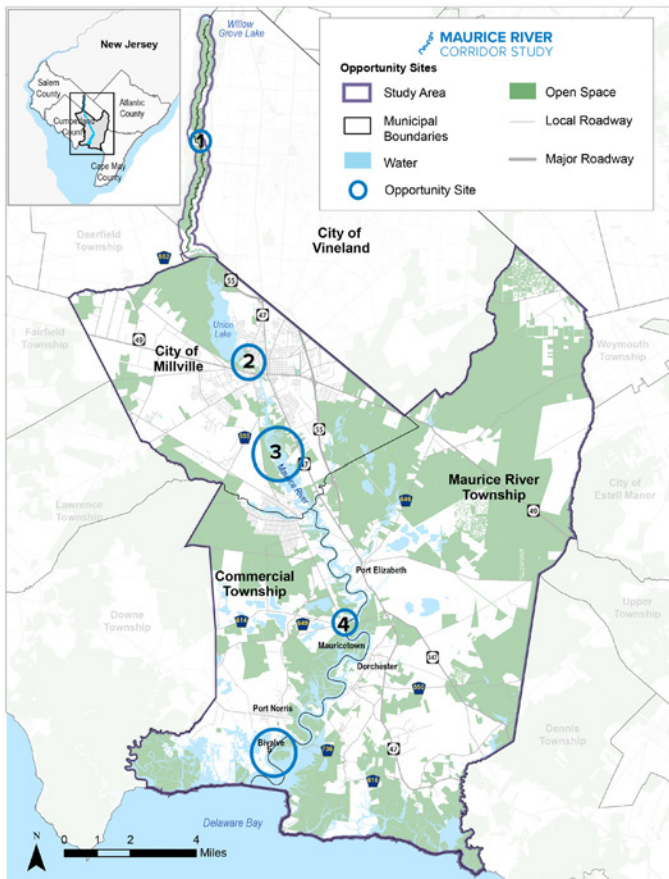 New Jersey
Salem
County
Atlantic
County
Cumberland
County
Cape May
County
Willow
Grove Lake
MAURICE RIVER
CORRIDOR STUDY
Opportunity Sites
Study Area
Open Space
Municipal
Boundaries
Local Roadway
Water
Major Roadway
Opportunity Site
1
City of
Vineland
Deerfield
Township
552
55
47
Union
Lake
49
Fairfield
Township
City of
Millville
2
Weymouth
Township
555
3
55
47
Maurice River
Maurice River
Township
City of
Estell Manor
Lawrence
Township
49
Port Elizabeth
Commercial
Township
Upper
Township
Downe
Township
614
649
4
Mauricetown
Dorchester
347
550
Port Norris
Dennis
Township
Bivalve
5
736
47
616
Delaware Bay
N
0 1 2 4
Miles